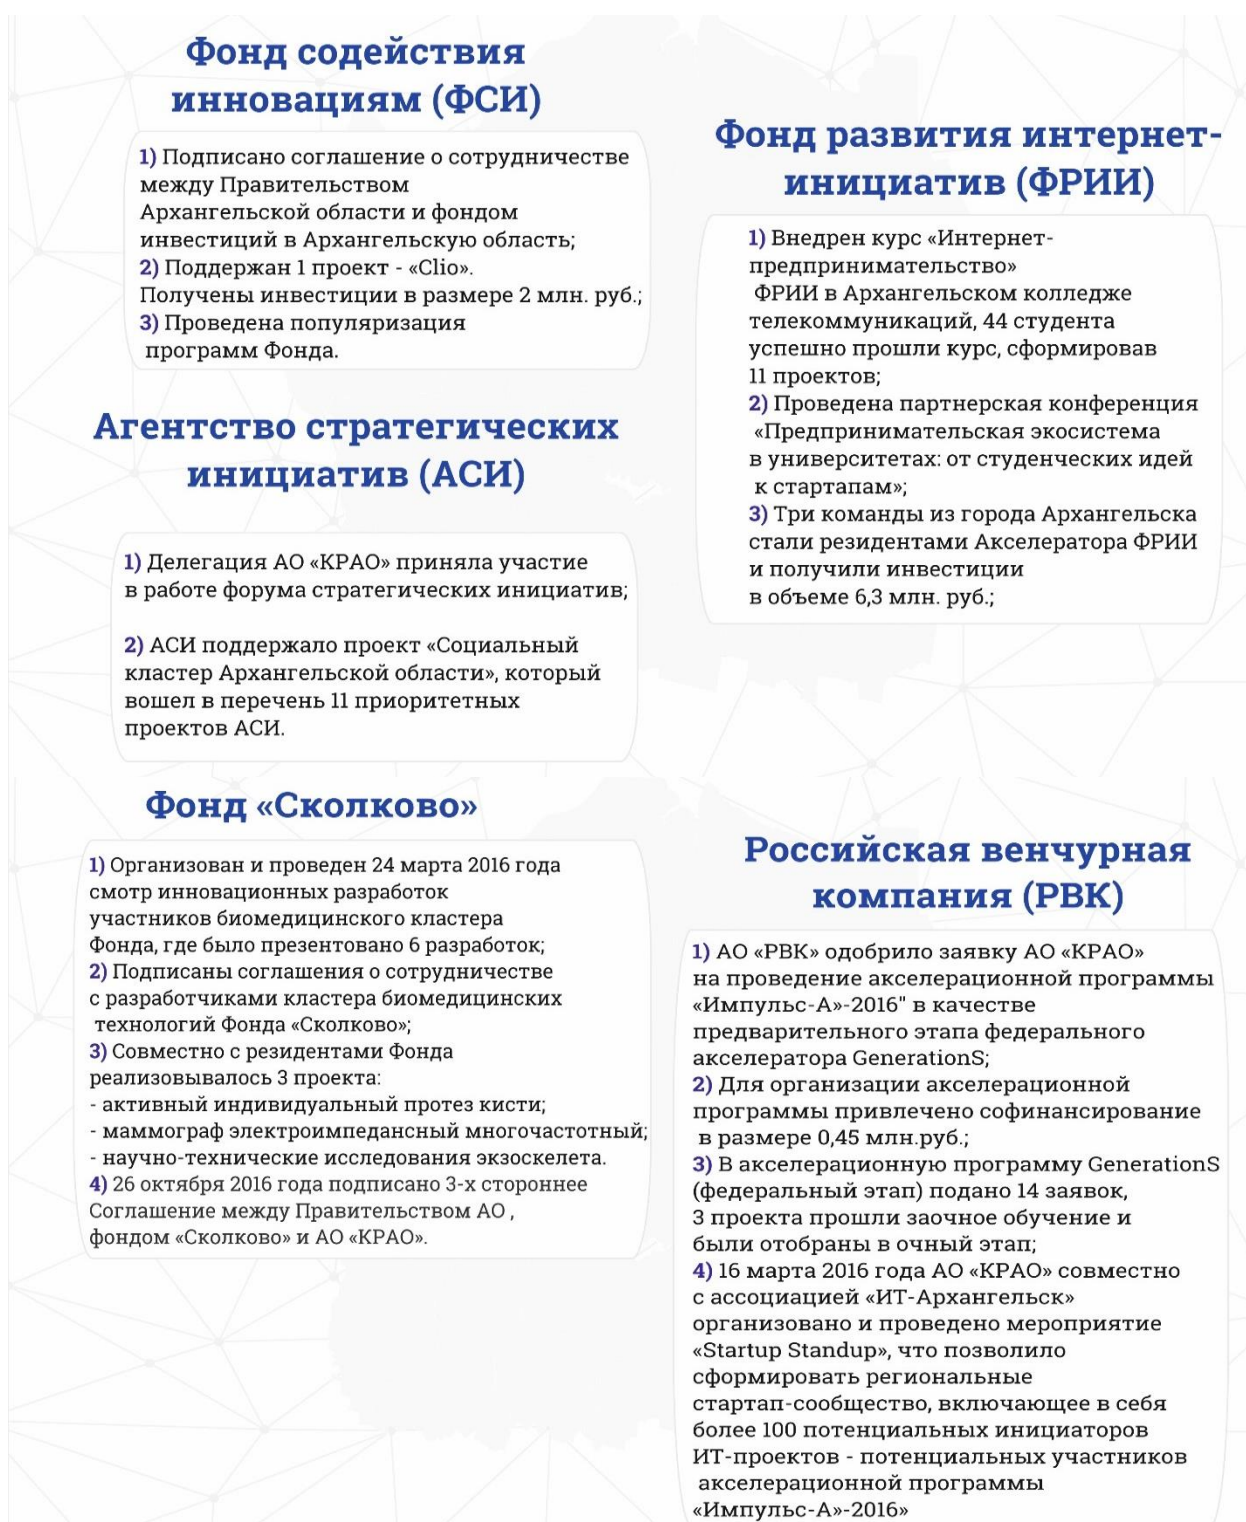 Фонд содействия
инновациям (ФСИ)
1) Подписано соглашение о сотрудничестве
между Правительством
Архангельской области и фондом
инвестиций в Архангельскую область;
2) Поддержан 1 проект - «Clio».
Получены инвестиции в размере 2 млн. руб.;
3) Проведена популяризация
программ Фонда.
Фонд развития интернет-
инициатив (ФРИИ)
1) Внедрен курс «Интернет-
предпринимательство»
ФРИИ в Архангельском колледже
телекоммуникаций, 44 студента
успешно прошли курс, сформировав
11 проектов;
2) Проведена партнерская конференция
«Предпринимательская экосистема
в университетах: от студенческих идей
к стартапам»;
3) Три команды из города Архангельска
стали резидентами Акселератора ФРИИ
и получили инвестиции
в объеме 6,3 млн. руб.;
Агентство стратегических
инициатив (АСИ)
1) Делегация АО «КРАО» приняла участие
в работе форума стратегических инициатив;
2) АСИ поддержало проект «Социальный
кластер Архангельской области», который
вошел в перечень 11 приоритетных
проектов АСИ.
Фонд «Сколково»
1) Организован и проведен 24 марта 2016 года
смотр инновационных разработок
участников биомедицинского кластера
Фонда, где было презентовано 6 разработок;
2) Подписаны соглашения о сотрудничестве
с разработчиками кластера биомедицинских
технологий Фонда «Сколково»;
3) Совместно с резидентами Фонда
реализовывалось 3 проекта:
- активный индивидуальный протез кисти;
- маммограф электроимпедансный многочастотный;
- научно-технические исследования экзоскелета.
4) 26 октября 2016 года подписано 3-х стороннее
Соглашение между Правительством АО ,
фондом «Сколково» и АО «КРАО».
Российская венчурная
компания (РВК)
1) АО «РВК» одобрило заявку АО «КРАО»
на проведение акселерационной программы
«Импульс-А»-2016" в качестве
предварительного этапа федерального
акселератора GenerationS;
2) Для организации акселерационной
программы привлечено софинансирование
в размере 0,45 млн.руб.;
3) В акселерационную программу GenerationS
(федеральный этап) подано 14 заявок,
3 проекта прошли заочное обучение и
были отобраны в очный этап;
4) 16 марта 2016 года АО «КРАО» совместно
с ассоциацией «ИТ-Архангельск»
организовано и проведено мероприятие
«Startup Standup», что позволило
сформировать региональные
стартап-сообщество, включающее в себя
более 100 потенциальных инициаторов
ИТ-проектов - потенциальных участников
акселерационной программы
«Импульс-А»-2016»